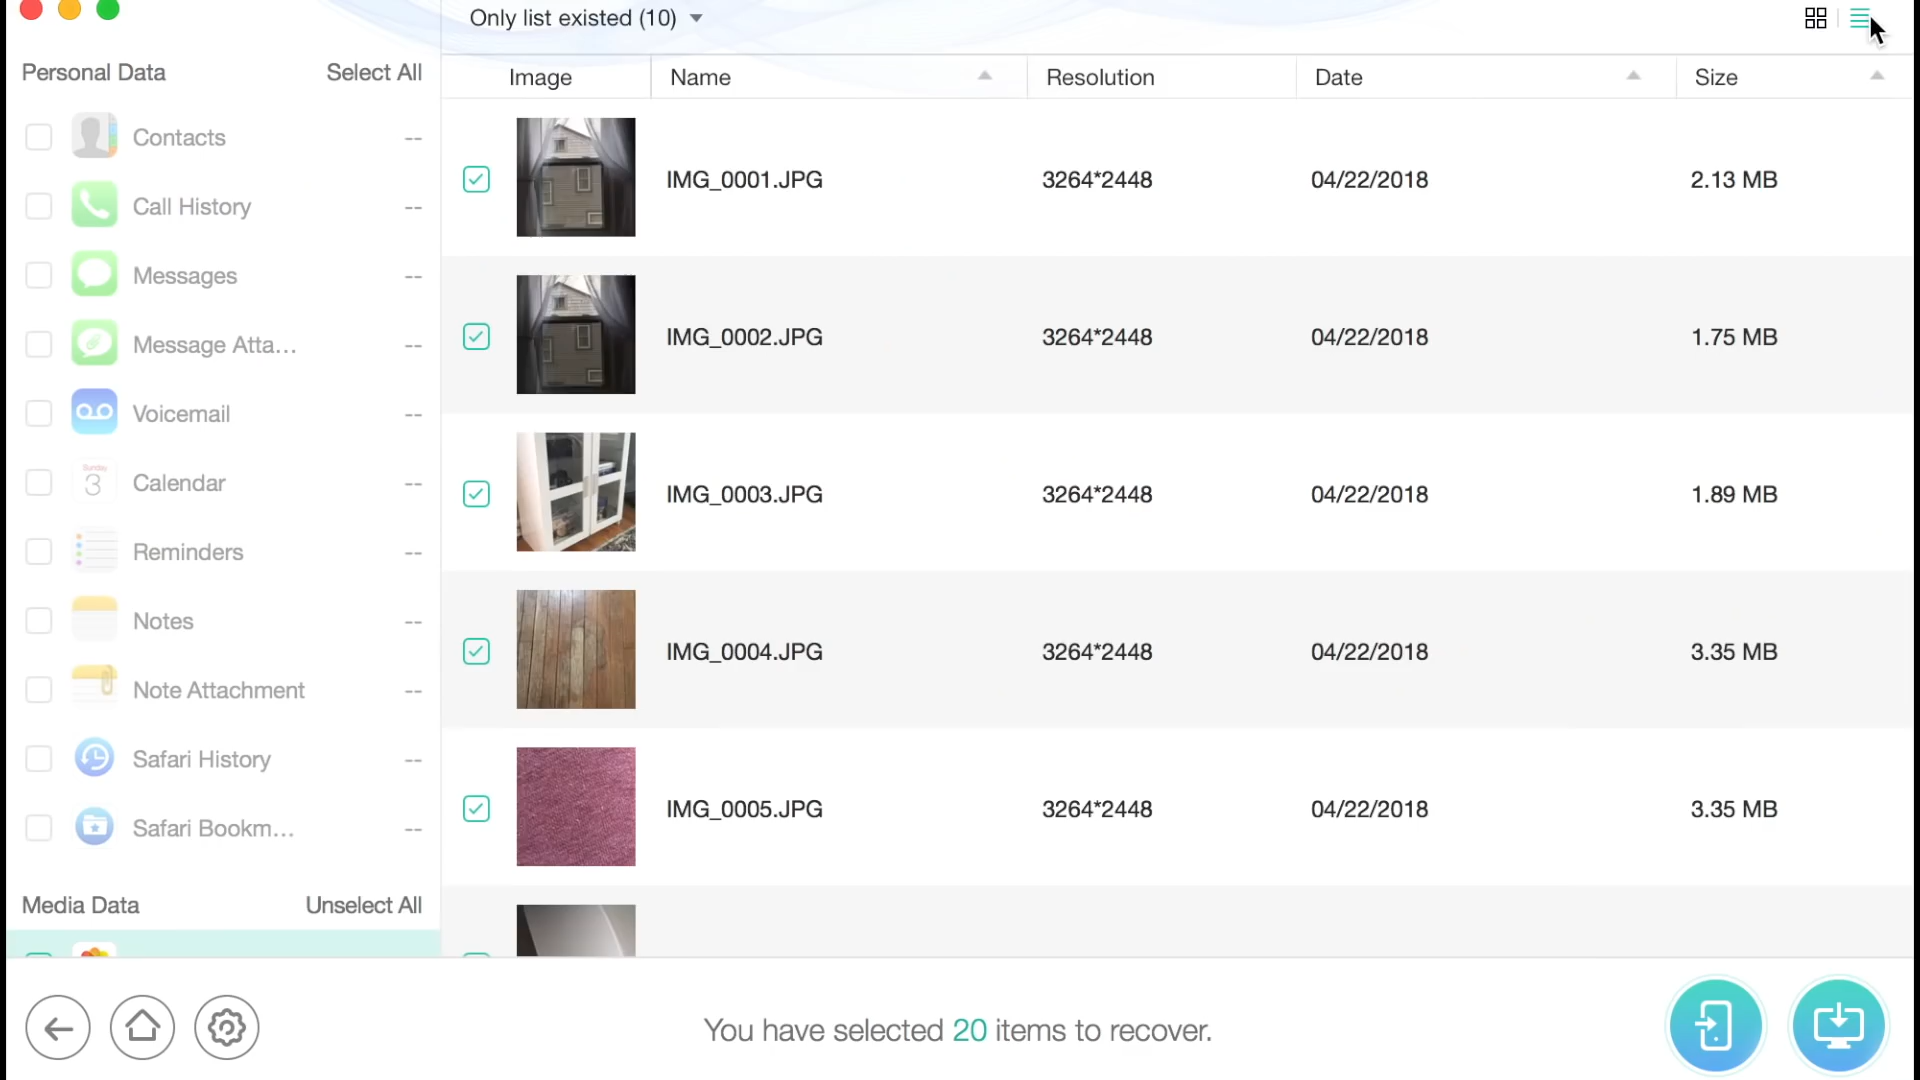 Only list existed (10)
Personal Data Select All
Image Name Resolution Date Size
Contacts --
Call History --
Messages --
Message Atta... --
Voicemail --
Sunday
3
Calendar --
Reminders --
Notes --
Note Attachment --
Safari History --
Safari Bookm... --
Media Data Unselect All
IMG_0001.JPG 3264*2448 04/22/2018 2.13 MB
IMG_0002.JPG 3264*2448 04/22/2018 1.75 MB
IMG_0003.JPG 3264*2448 04/22/2018 1.89 MB
IMG_0004.JPG 3264*2448 04/22/2018 3.35 MB
IMG_0005.JPG 3264*2448 04/22/2018 3.35 MB
You have selected 20 items to recover.